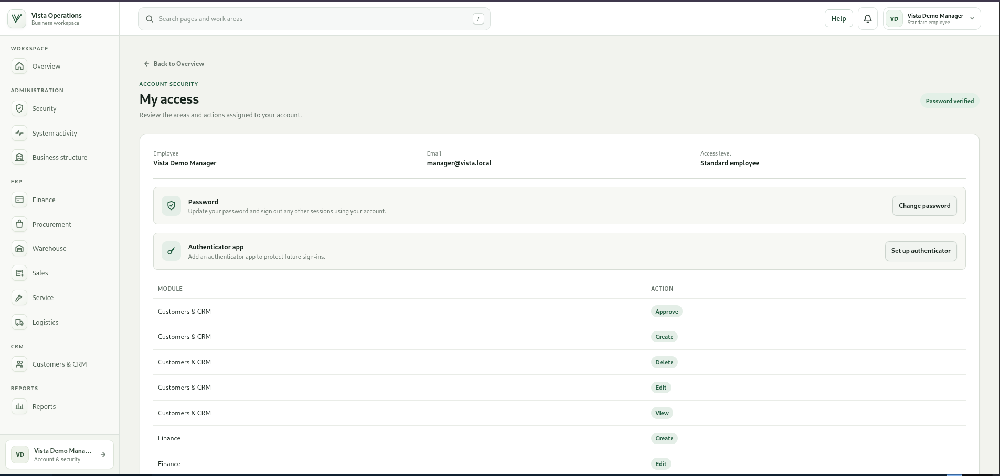 Vista Operations
Business workspace
Search pages and work areas
/
Help
VD
Vista Demo Manager
Standard employee
WORKSPACE
Overview
ADMINISTRATION
Security
System activity
Business structure
ERP
Finance
Procurement
Warehouse
Sales
Service
Logistics
CRM
Customers & CRM
REPORTS
Reports
VD
Vista Demo Mana...
Account & security
Back to Overview
ACCOUNT SECURITY
My access
Review the areas and actions assigned to your account.
Password verified
Employee
Vista Demo Manager
Email
manager@vista.local
Access level
Standard employee
Password
Update your password and sign out any other sessions using your account.
Change password
Authenticator app
Add an authenticator app to protect future sign-ins.
Set up authenticator
MODULE ACTION
Customers & CRM Approve
Customers & CRM Create
Customers & CRM Delete
Customers & CRM Edit
Customers & CRM View
Finance Create
Finance Edit